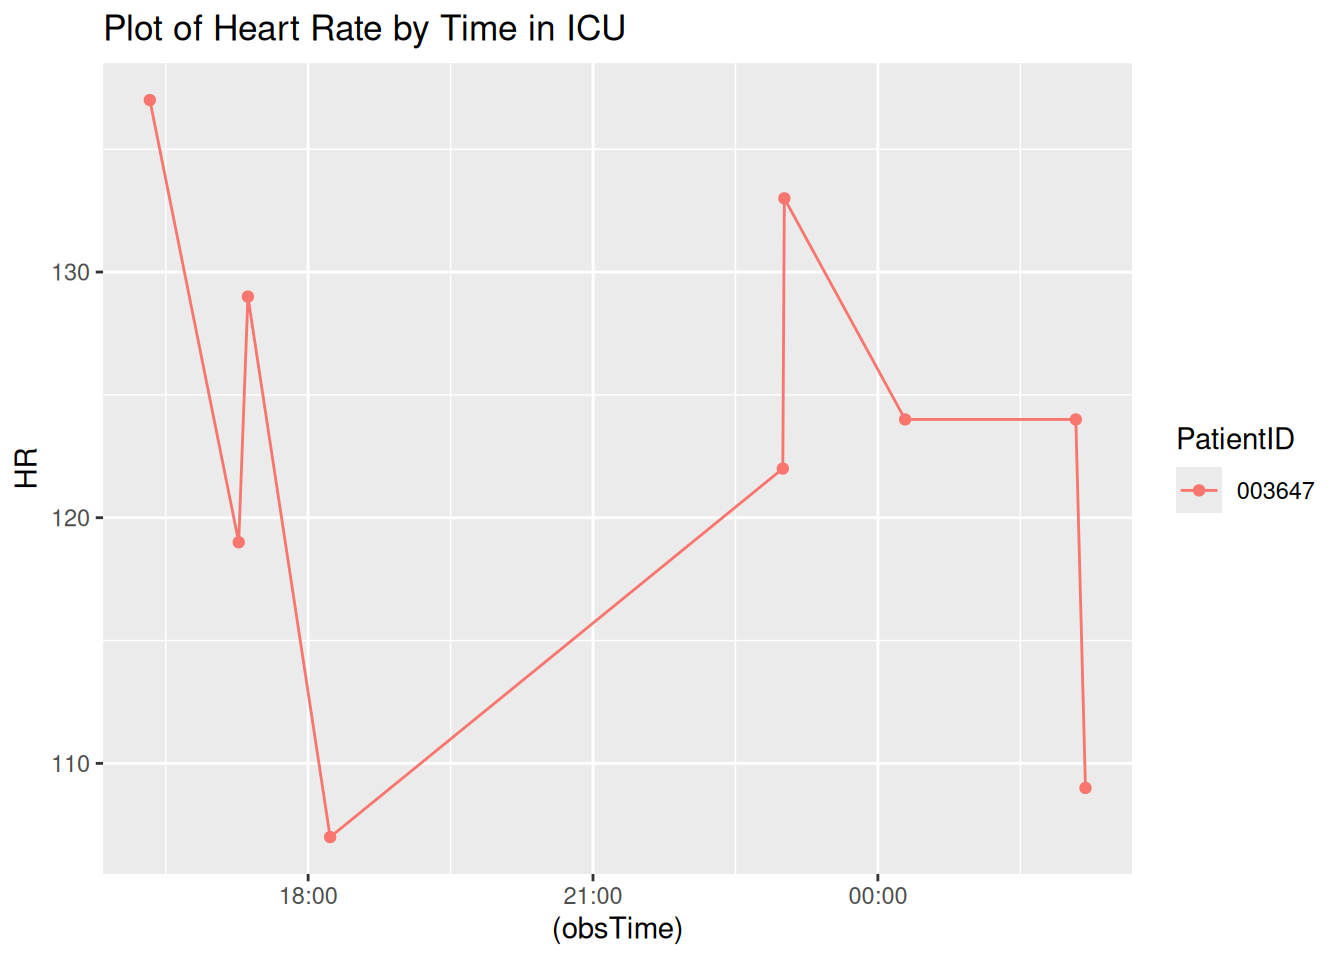 Plot of Heart Rate by Time in ICU
HR
130
120
110
18:00 21:00 00:00
(obsTime)
PatientID
003647